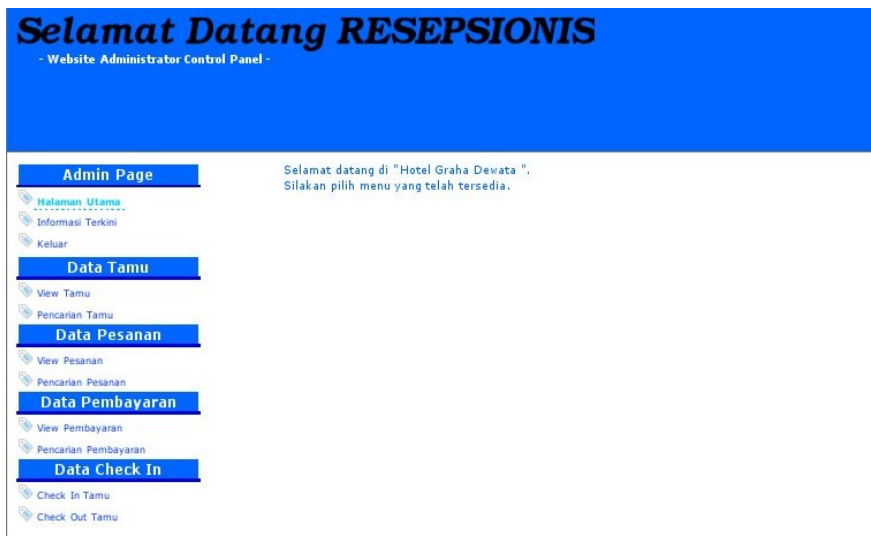 Selamat Datang RESEPSIONIS
- Website Administrator Control Panel -
Admin Page
Halaman Utama
Informasi Terkini
Keluar
Data Tamu
View Tamu
Pencarian Tamu
Data Pesanan
View Pesanan
Pencarian Pesanan
Data Pembayaran
View Pembayaran
Pencarian Pembayaran
Data Check In
Check In Tamu
Check Out Tamu
Selamat datang di "Hotel Graha Dewata ".
Silakan pilih menu yang telah tersedia.